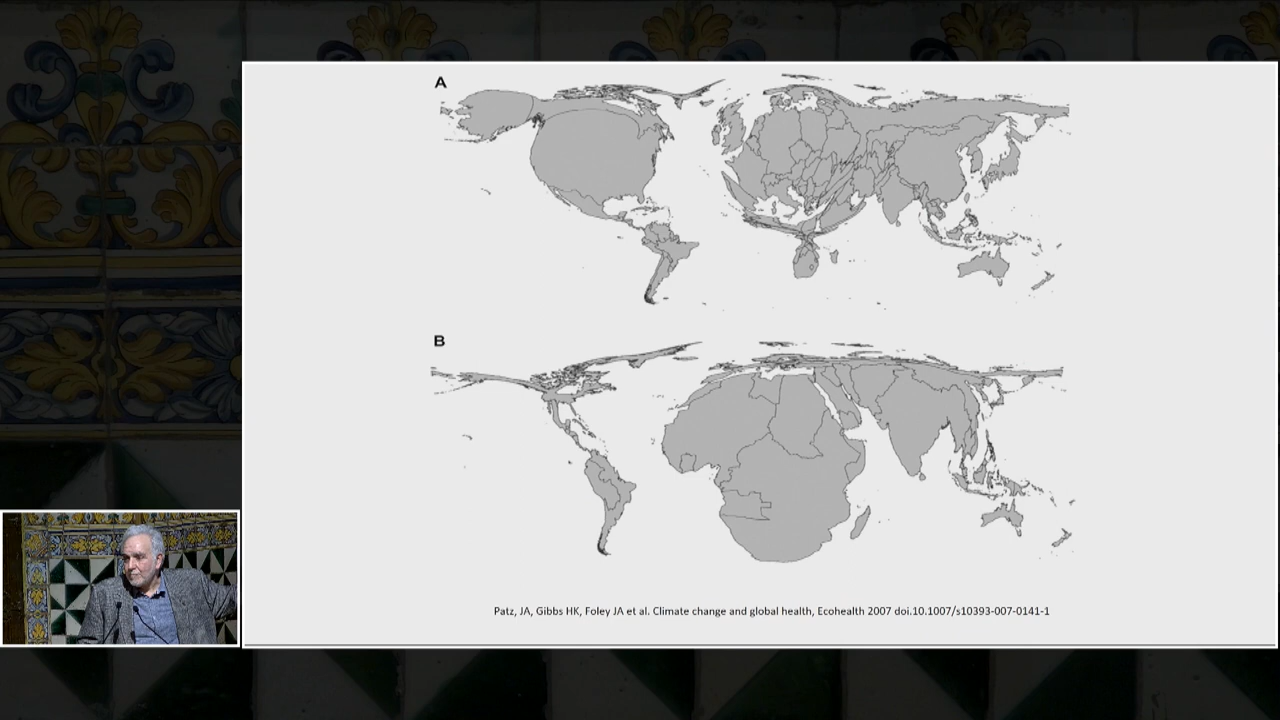 A
B
Patz, JA, Gibbs HK, Foley JA et al. Climate change and global health, Ecohealth 2007 doi.10.1007/s10393-007-0141-1